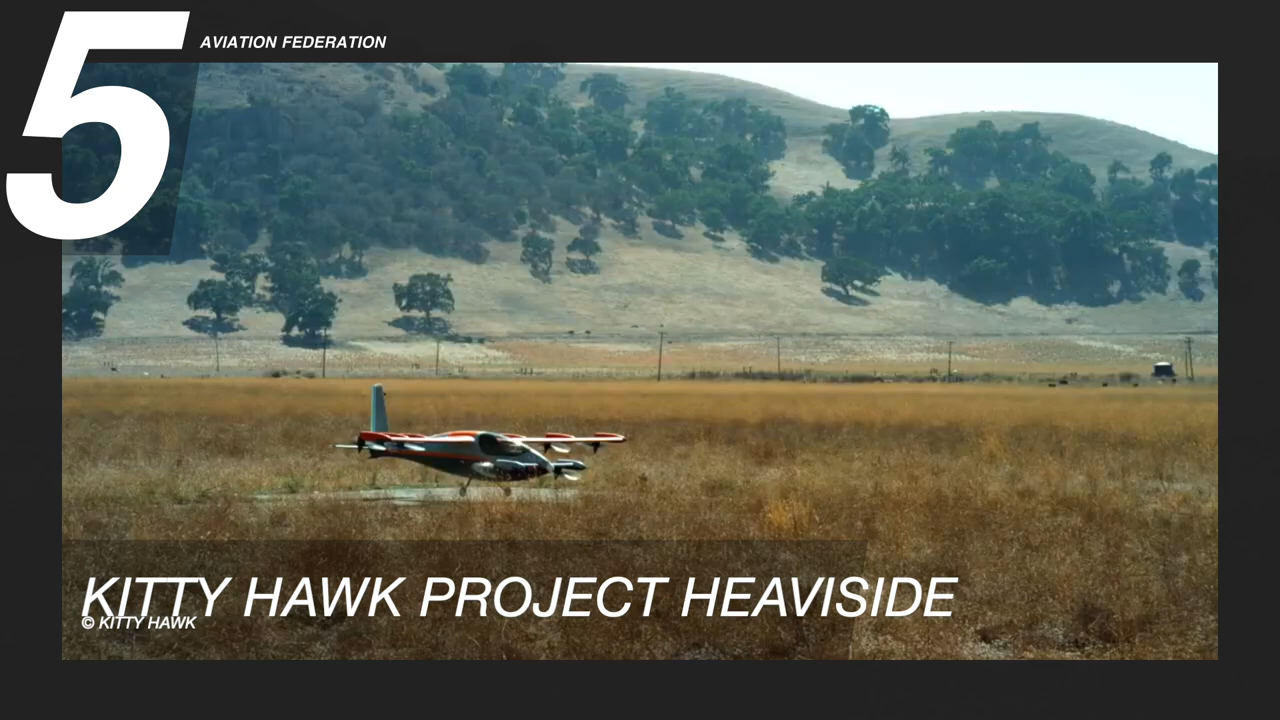 5
AVIATION FEDERATION
KITTY HAWK PROJECT HEAVISIDE
© KITTY HAWK